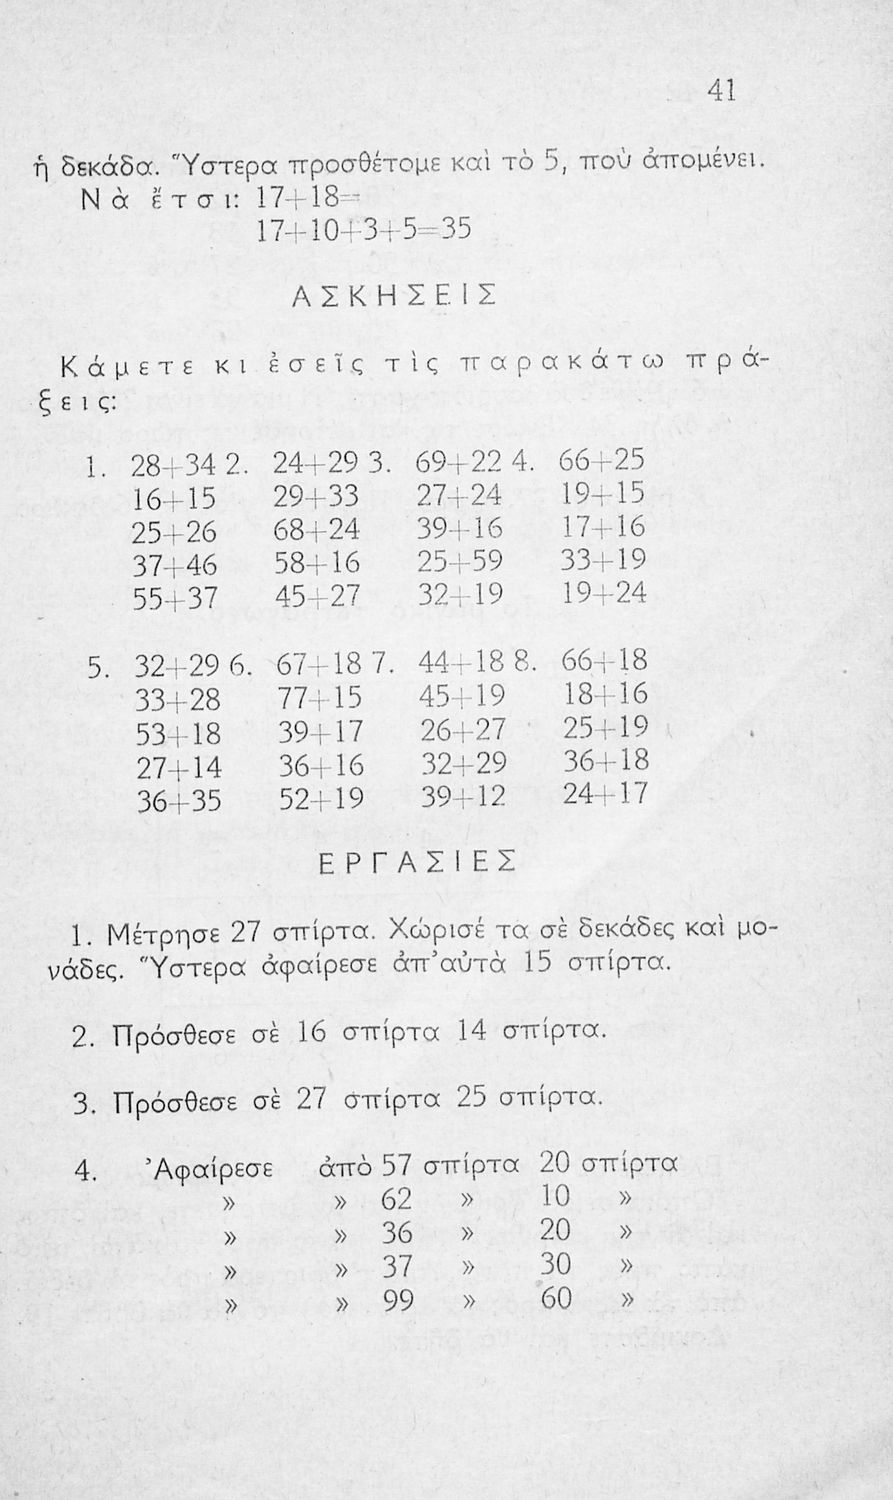 41
ἡ δεκάδα. Ὕστερα προσθέτομε καὶ τὸ 5, ποὺ ἀπομένει.
Νὰ ἔτσι: 17+18=
17+10+3+5=35
ΑΣΚΗΣΕΙΣ
Κάμετε κι ἐσεῖς τὶς παρακάτω πρά-
ξεις:
1. 28+34 2. 24+29 3. 69+22 4. 66+25
16+15 29+33 27+24 19+15
25+26 68+24 39+16 17+16
37+46 58+16 25+59 33+19
55+37 45+27 32+19 19+24
5. 32+29 6. 67+18 7. 44+18 8. 66+18
33+28 77+15 45+19 18+16
53+18 39+17 26+27 25+19
27+14 36+16 32+29 36+18
36+35 52+19 39+12 24+17
ΕΡΓΑΣΙΕΣ
1. Μέτρησε 27 σπίρτα. Χώρισέ τα σὲ δεκάδες καὶ μο-
νάδες. Ὕστερα ἀφαίρεσε ἀπ᾿ αὐτὰ 15 σπίρτα.
2. Πρόσθεσε σὲ 16 σπίρτα 14 σπίρτα.
3. Πρόσθεσε σὲ 27 σπίρτα 25 σπίρτα.
4. Ἀφαίρεσε ἀπὸ 57 σπίρτα 20 σπίρτα
» » 62 » 10 »
» » 36 » 20 »
» » 37 » 30 »
» » 99 » 60 »